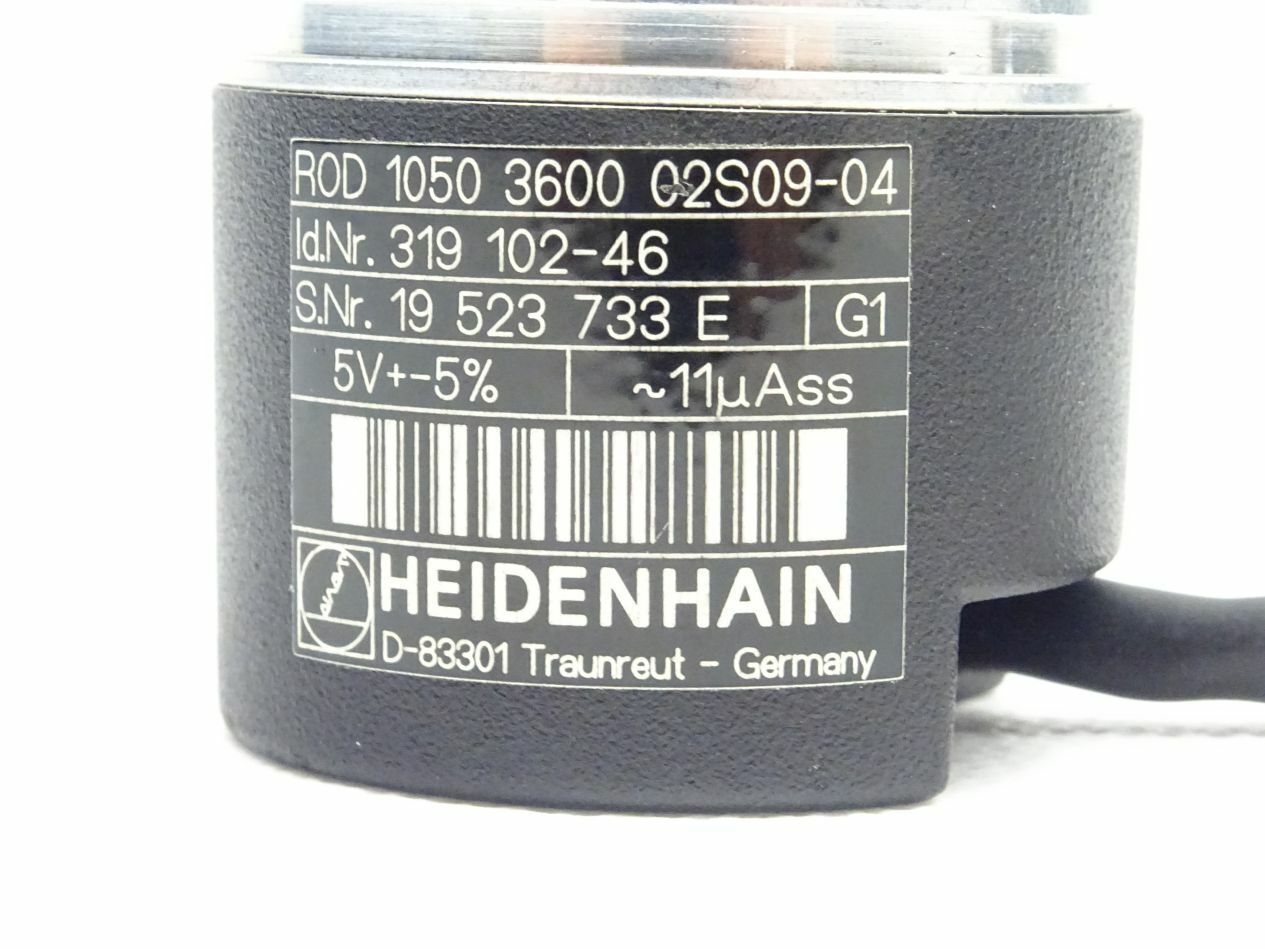 ROD 1050 3600 02S09-04
Id.Nr. 319 102-46
S.Nr. 19 523 733 E G1
5V+-5% ~11µAss
HEIDENHAIN
D-83301 Traunreut - Germany